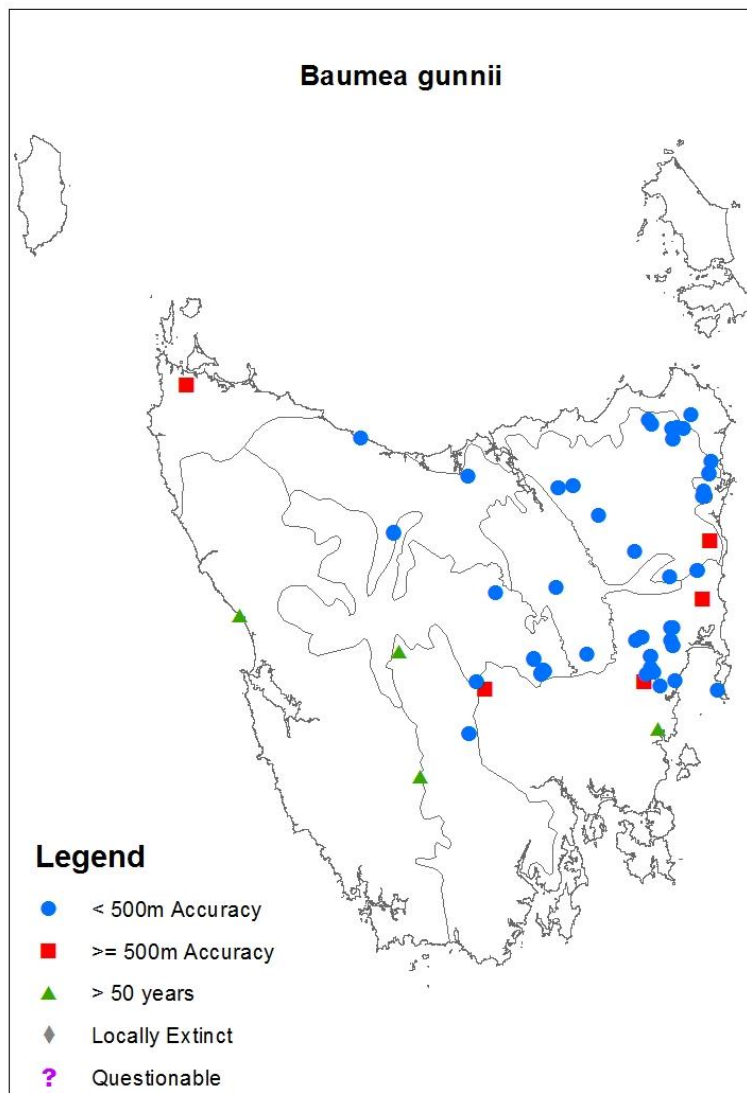 Baumea gunnii
Legend
< 500m Accuracy
>= 500m Accuracy
> 50 years
Locally Extinct
? Questionable